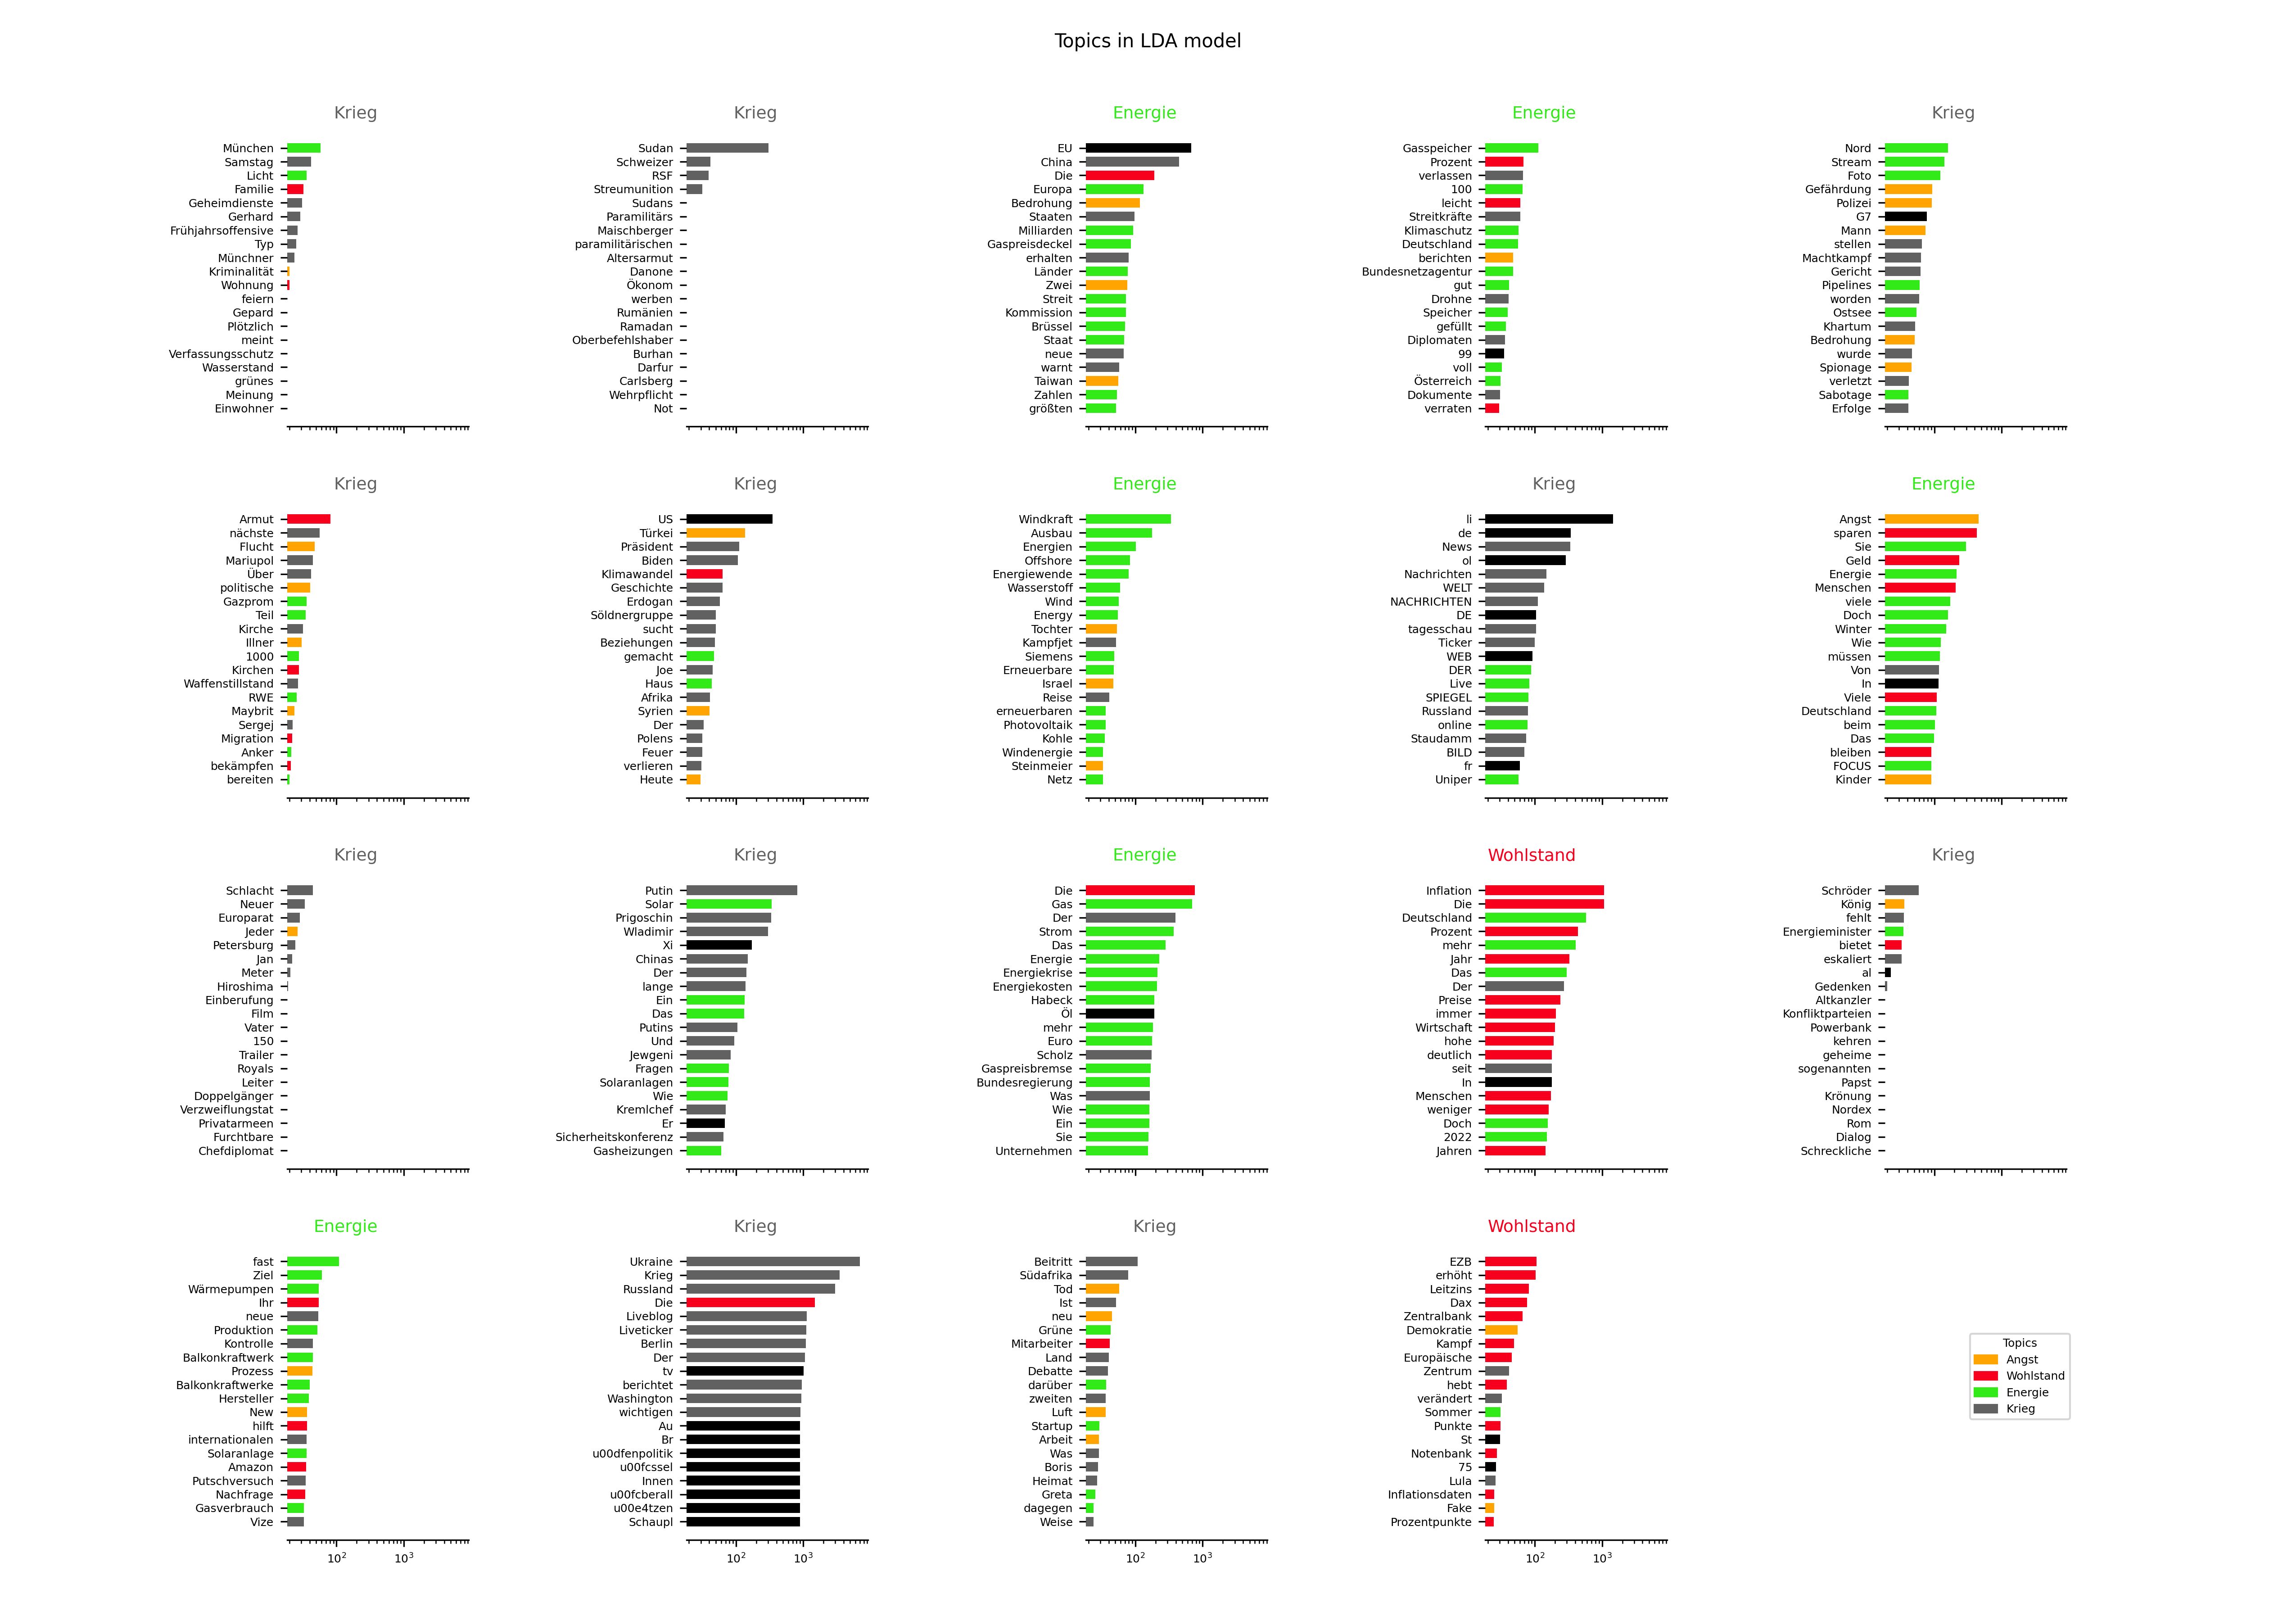 Topics in LDA model
Krieg
München
Samstag
Licht
Familie
Geheimdienste
Gerhard
Frühjahrsoffensive
Typ
Münchner
Kriminalität
Wohnung
feiern
Gepard
Plötzlich
meint
Verfassungsschutz
Wasserstand
grünes
Meinung
Einwohner
Krieg
Sudan
Schweizer
RSF
Streumunition
Sudans
Paramilitärs
Maischberger
paramilitärischen
Altersarmut
Danone
Ökonom
werben
Rumänien
Ramadan
Oberbefehlshaber
Burhan
Darfur
Carlsberg
Wehrpflicht
Not
Energie
EU
China
Die
Europa
Bedrohung
Staaten
Milliarden
Gaspreisdeckel
erhalten
Länder
Zwei
Streit
Kommission
Brüssel
Staat
neue
warnt
Taiwan
Zahlen
größten
Energie
Gasspeicher
Prozent
verlassen
100
leicht
Streitkräfte
Klimaschutz
Deutschland
berichten
Bundesnetzagentur
gut
Drohne
Speicher
gefüllt
Diplomaten
99
voll
Österreich
Dokumente
verraten
Krieg
Nord
Stream
Foto
Gefährdung
Polizei
G7
Mann
stellen
Machtkampf
Gericht
Pipelines
worden
Ostsee
Khartum
Bedrohung
wurde
Spionage
verletzt
Sabotage
Erfolge
Krieg
Armut
nächste
Flucht
Mariupol
Über
politische
Gazprom
Teil
Kirche
Illner
1000
Kirchen
Waffenstillstand
RWE
Maybrit
Sergej
Migration
Anker
bekämpfen
bereiten
Krieg
US
Türkei
Präsident
Biden
Klimawandel
Geschichte
Erdogan
Söldnergruppe
sucht
Beziehungen
gemacht
Joe
Haus
Afrika
Syrien
Der
Polens
Feuer
verlieren
Heute
Energie
Windkraft
Ausbau
Energien
Offshore
Energiewende
Wasserstoff
Wind
Energy
Tochter
Kampfjet
Siemens
Erneuerbare
Israel
Reise
erneuerbaren
Photovoltaik
Kohle
Windenergie
Steinmeier
Netz
Krieg
li
de
News
ol
Nachrichten
WELT
NACHRICHTEN
DE
tagesschau
Ticker
WEB
DER
Live
SPIEGEL
Russland
online
Staudamm
BILD
fr
Uniper
Energie
Angst
sparen
Sie
Geld
Energie
Menschen
viele
Doch
Winter
Wie
müssen
Von
In
Viele
Deutschland
beim
Das
bleiben
FOCUS
Kinder
Krieg
Schlacht
Neuer
Europarat
Jeder
Petersburg
Jan
Meter
Hiroshima
Einberufung
Film
Vater
150
Trailer
Royals
Leiter
Doppelgänger
Verzweiflungstat
Privatarmeen
Furchtbare
Chefdiplomat
Krieg
Putin
Solar
Prigoschin
Wladimir
Xi
Chinas
Der
lange
Ein
Das
Putins
Und
Jewgeni
Fragen
Solaranlagen
Wie
Kremlchef
Er
Sicherheitskonferenz
Gasheizungen
Energie
Die
Gas
Der
Strom
Das
Energie
Energiekrise
Energiekosten
Habeck
Öl
mehr
Euro
Scholz
Gaspreisbremse
Bundesregierung
Was
Wie
Ein
Sie
Unternehmen
Wohlstand
Inflation
Die
Deutschland
Prozent
mehr
Jahr
Das
Der
Preise
immer
Wirtschaft
hohe
deutlich
seit
In
Menschen
weniger
Doch
2022
Jahren
Krieg
Schröder
König
fehlt
Energieminister
bietet
eskaliert
al
Gedenken
Altkanzler
Konfliktparteien
Powerbank
kehren
geheime
sogenannten
Papst
Krönung
Nordex
Rom
Dialog
Schreckliche
Energie
fast
Ziel
Wärmepumpen
Ihr
neue
Produktion
Kontrolle
Balkonkraftwerk
Prozess
Balkonkraftwerke
Hersteller
New
hilft
internationalen
Solaranlage
Amazon
Putschversuch
Nachfrage
Gasverbrauch
Vize
10² 10³
Krieg
Ukraine
Krieg
Russland
Die
Liveblog
Liveticker
Berlin
Der
tv
berichtet
Washington
wichtigen
Au
Br
u00dfenpolitik
u00fcssel
Innen
u00fcberall
u00e4tzen
Schaupl
10² 10³
Krieg
Beitritt
Südafrika
Tod
Ist
neu
Grüne
Mitarbeiter
Land
Debatte
darüber
zweiten
Luft
Startup
Arbeit
Was
Boris
Heimat
Greta
dagegen
Weise
10² 10³
Wohlstand
EZB
erhöht
Leitzins
Dax
Zentralbank
Demokratie
Kampf
Europäische
Zentrum
hebt
verändert
Sommer
Punkte
St
Notenbank
75
Lula
Inflationsdaten
Fake
Prozentpunkte
10² 10³
Topics
Angst
Wohlstand
Energie
Krieg